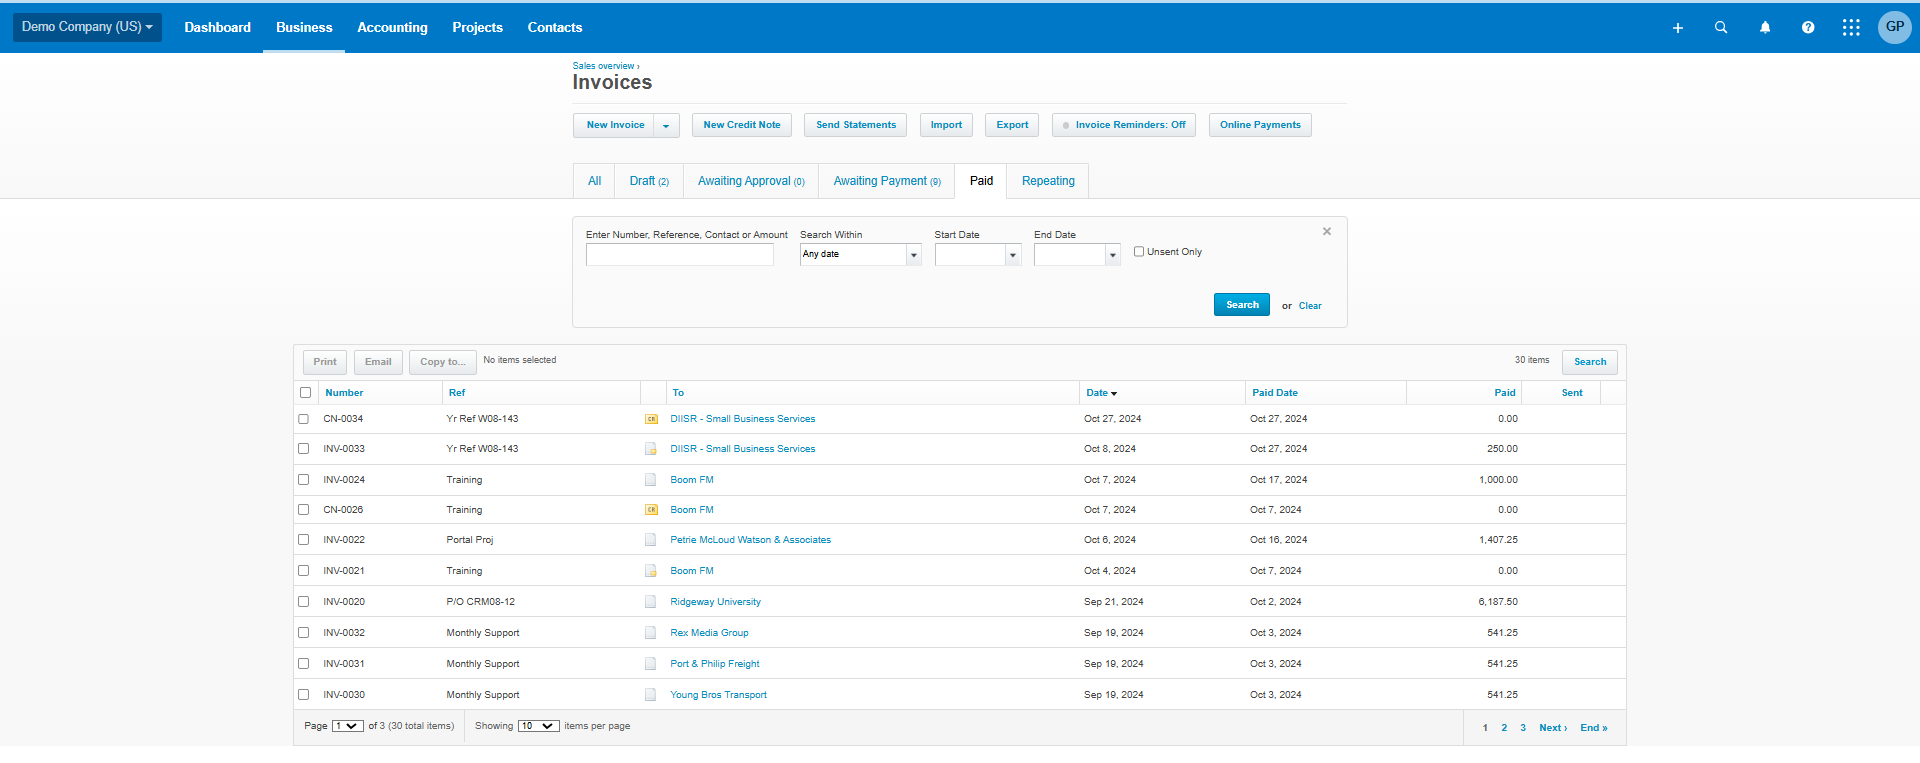 Demo Company (US) Dashboard Business Accounting Projects Contacts GP
Sales overview ›
Invoices
New Invoice New Credit Note Send Statements Import Export Invoice Reminders: Off Online Payments
All Draft (2) Awaiting Approval (0) Awaiting Payment (9) Paid Repeating
Enter Number, Reference, Contact or Amount Search Within Start Date End Date
Any date Unsent Only
Search or Clear
Print Email Copy to... No items selected 30 items Search
Number Ref To Date Paid Date Paid Sent
CN-0034 Yr Ref W08-143 CR DIISR - Small Business Services Oct 27, 2024 Oct 27, 2024 0.00
INV-0033 Yr Ref W08-143 DIISR - Small Business Services Oct 8, 2024 Oct 27, 2024 250.00
INV-0024 Training Boom FM Oct 7, 2024 Oct 17, 2024 1,000.00
CN-0026 Training CR Boom FM Oct 7, 2024 Oct 7, 2024 0.00
INV-0022 Portal Proj Petrie McLoud Watson & Associates Oct 6, 2024 Oct 16, 2024 1,407.25
INV-0021 Training Boom FM Oct 4, 2024 Oct 7, 2024 0.00
INV-0020 P/O CRM08-12 Ridgeway University Sep 21, 2024 Oct 2, 2024 6,187.50
INV-0032 Monthly Support Rex Media Group Sep 19, 2024 Oct 3, 2024 541.25
INV-0031 Monthly Support Port & Philip Freight Sep 19, 2024 Oct 3, 2024 541.25
INV-0030 Monthly Support Young Bros Transport Sep 19, 2024 Oct 3, 2024 541.25
Page 1 of 3 (30 total items) Showing 10 items per page 1 2 3 Next › End »